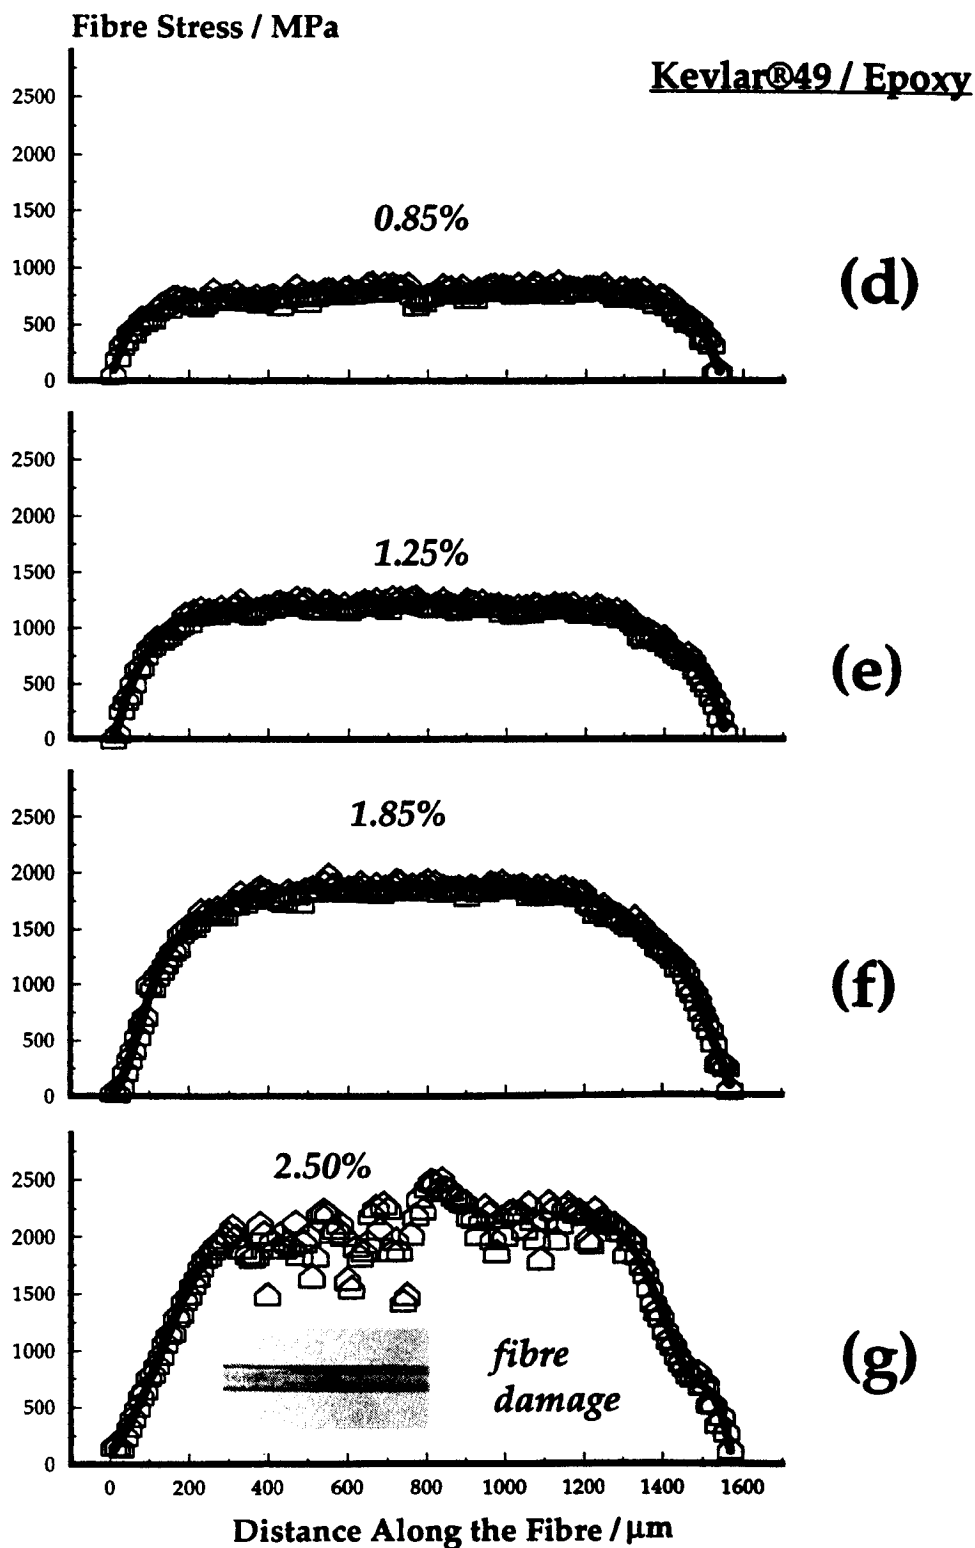 Fibre Stress / MPa
Kevlar®49 / Epoxy
2500
2000
1500
1000
500
0
0.85%
(d)
2500
2000
1500
1000
500
0
1.25%
(e)
2500
2000
1500
1000
500
0
1.85%
(f)
2500
2000
1500
1000
500
0
2.50%
fibre
damage
(g)
0 200 400 600 800 1000 1200 1400 1600
Distance Along the Fibre / μm